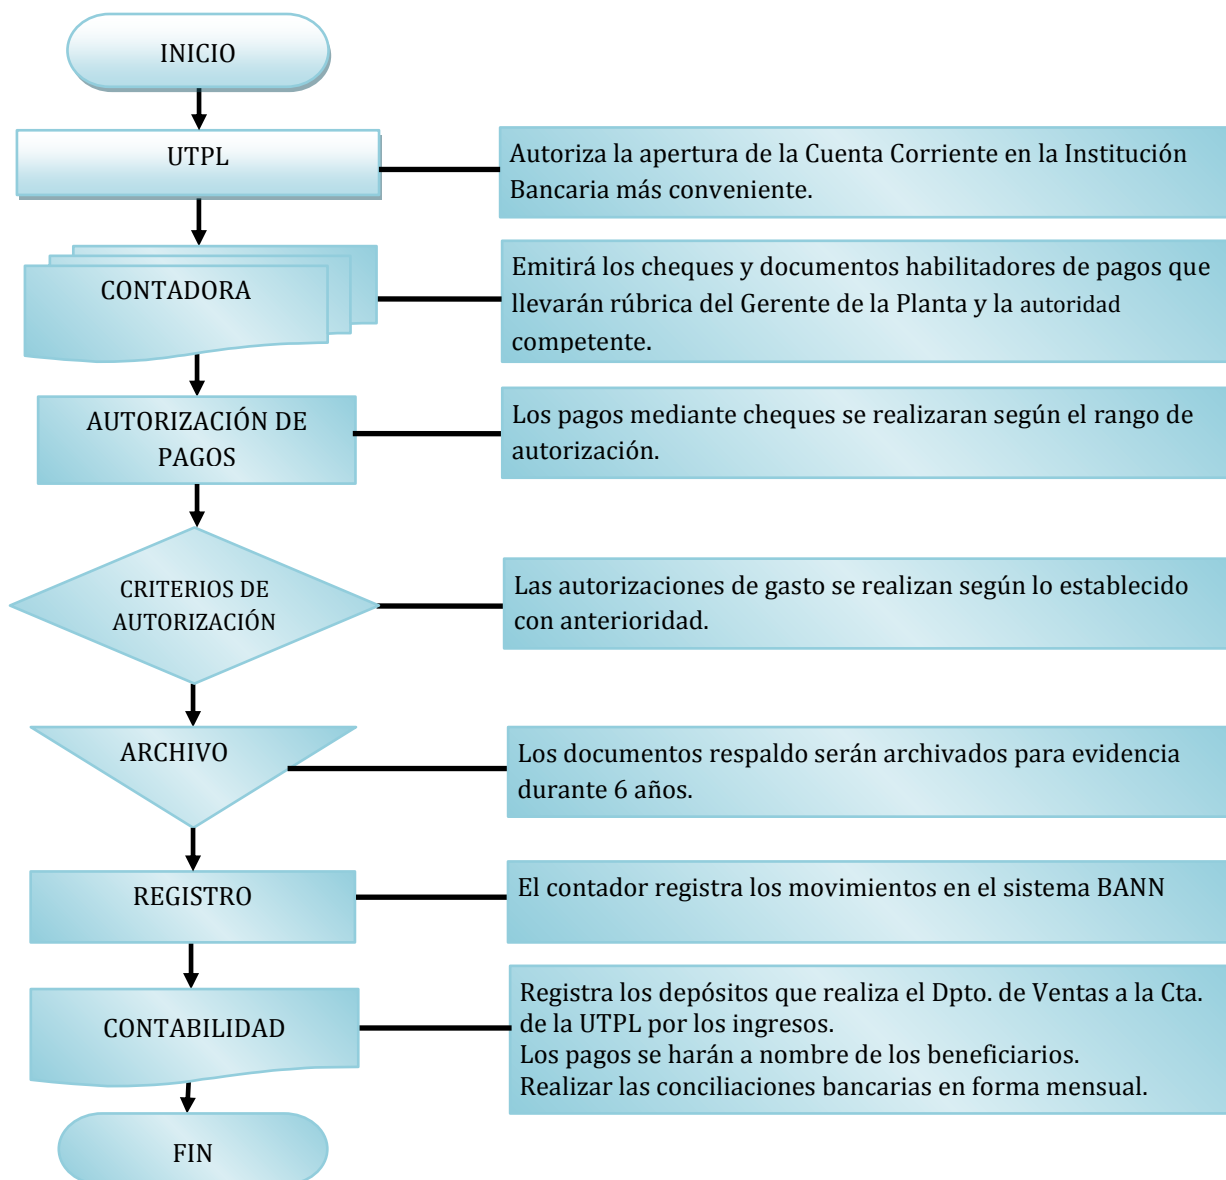 INICIO
UTPL
Autoriza la apertura de la Cuenta Corriente en la Institución
Bancaria más conveniente.
CONTADORA
Emitirá los cheques y documentos habilitadores de pagos que
llevarán rúbrica del Gerente de la Planta y la autoridad
competente.
AUTORIZACIÓN DE
PAGOS
Los pagos mediante cheques se realizaran según el rango de
autorización.
CRITERIOS DE
AUTORIZACIÓN
Las autorizaciones de gasto se realizan según lo establecido
con anterioridad.
ARCHIVO
Los documentos respaldo serán archivados para evidencia
durante 6 años.
REGISTRO
El contador registra los movimientos en el sistema BANN
CONTABILIDAD
Registra los depósitos que realiza el Dpto. de Ventas a la Cta.
de la UTPL por los ingresos.
Los pagos se harán a nombre de los beneficiarios.
Realizar las conciliaciones bancarias en forma mensual.
FIN